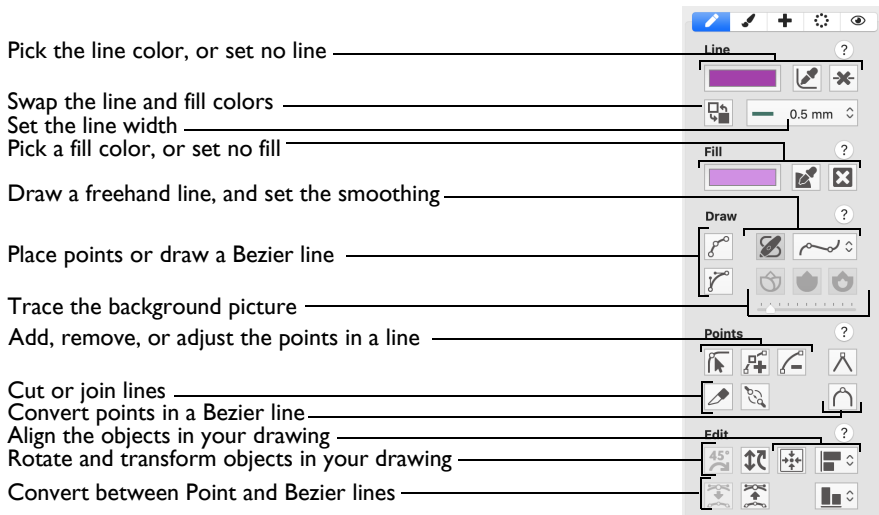 Pick the line color, or set no line
Line
?
Swap the line and fill colors
Set the line width
0.5 mm
Pick a fill color, or set no fill
Fill
?
Draw a freehand line, and set the smoothing
Draw
?
Place points or draw a Bezier line
Trace the background picture
Add, remove, or adjust the points in a line
Points
?
Cut or join lines
Convert points in a Bezier line
Align the objects in your drawing
Edit
?
Rotate and transform objects in your drawing
45°
Convert between Point and Bezier lines